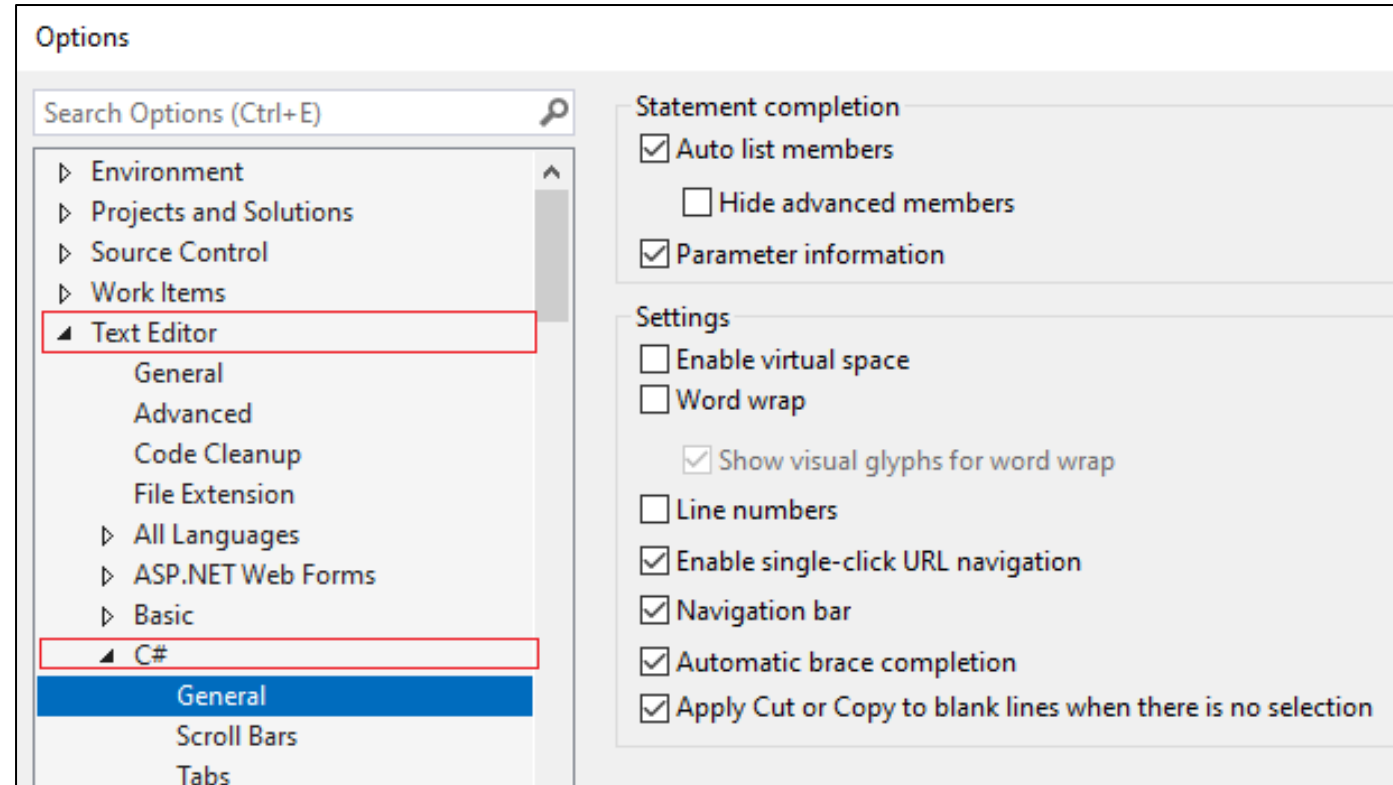 Options
Search Options (Ctrl+E)
Environment
Projects and Solutions
Source Control
Work Items
Text Editor
General
Advanced
Code Cleanup
File Extension
All Languages
ASP.NET Web Forms
Basic
C#
General
Scroll Bars
Tabs
Statement completion
Auto list members
Hide advanced members
Parameter information
Settings
Enable virtual space
Word wrap
Show visual glyphs for word wrap
Line numbers
Enable single-click URL navigation
Navigation bar
Automatic brace completion
Apply Cut or Copy to blank lines when there is no selection